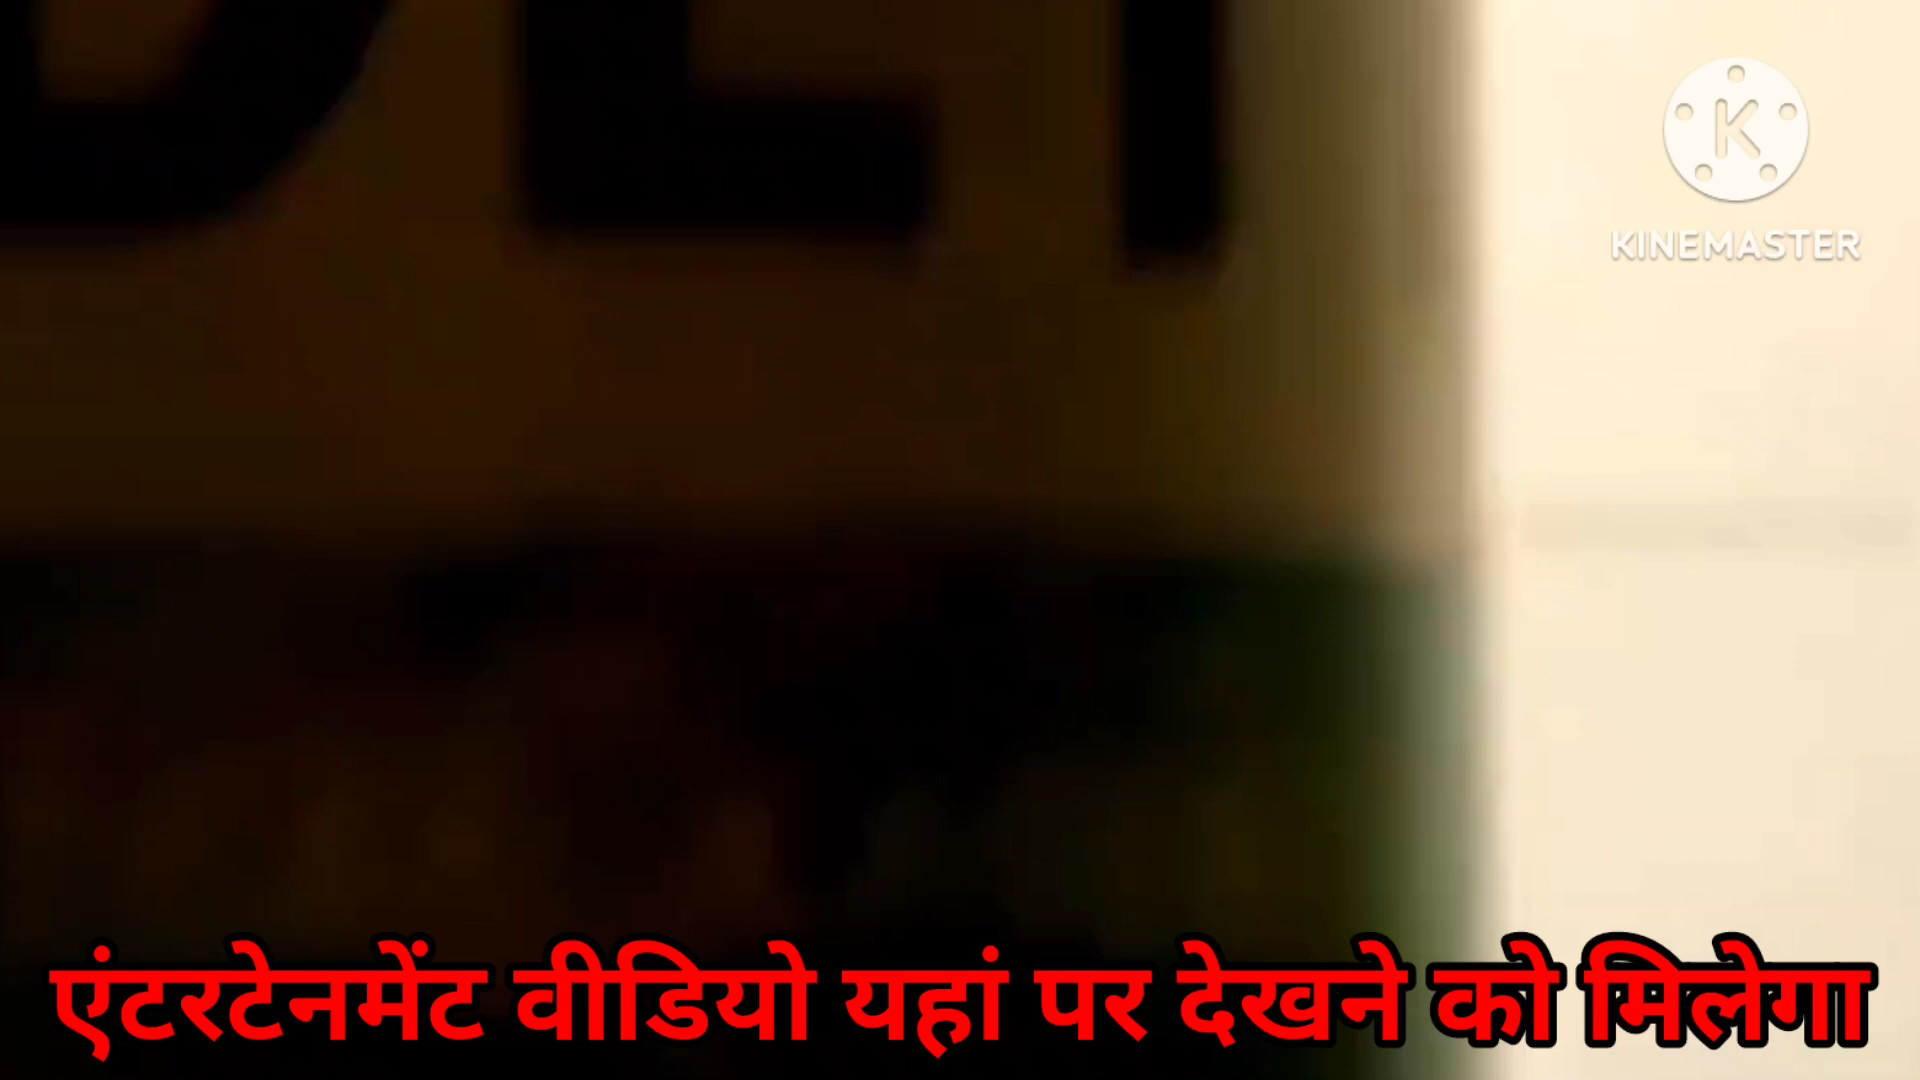 K
KINEMASTER
एंटरटेनमेंट वीडियो यहां पर देखने को मिलेगा